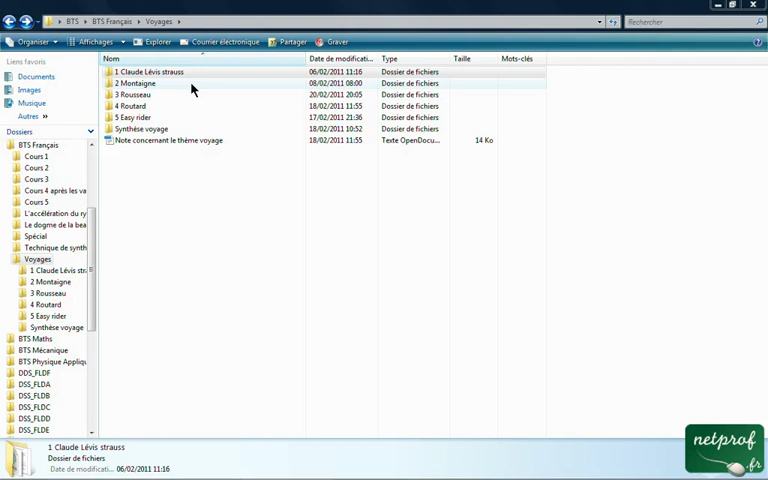 BTS ▸ BTS Français ▸ Voyages ▸
Rechercher
Organiser Affichages Explorer Courrier électronique Partager Graver
Liens favoris
Documents
Images
Musique
Autres »
Dossiers
BTS Français
Cours 1
Cours 2
Cours 3
Cours 4 après les va
Cours 5
L'accélération du ry
Le dogme de la bea
Spécial
Technique de synth
Voyages
1 Claude Lévis stra
2 Montaigne
3 Rousseau
4 Routard
5 Easy rider
Synthèse voyage
BTS Maths
BTS Mécanique
BTS Physique Appliq
DDS_FLDF
DSS_FLDA
DSS_FLDB
DSS_FLDC
DSS_FLDD
DSS_FLDE
Nom Date de modificati... Type Taille Mots-clés
1 Claude Lévis strauss 06/02/2011 11:16 Dossier de fichiers
2 Montaigne 08/02/2011 08:00 Dossier de fichiers
3 Rousseau 20/02/2011 20:05 Dossier de fichiers
4 Routard 18/02/2011 11:55 Dossier de fichiers
5 Easy rider 17/02/2011 21:36 Dossier de fichiers
Synthèse voyage 18/02/2011 10:52 Dossier de fichiers
Note concernant le thème voyage 18/02/2011 11:55 Texte OpenDocu... 14 Ko
1 Claude Lévis strauss
Dossier de fichiers
Date de modificati... 06/02/2011 11:16
netprof
.fr